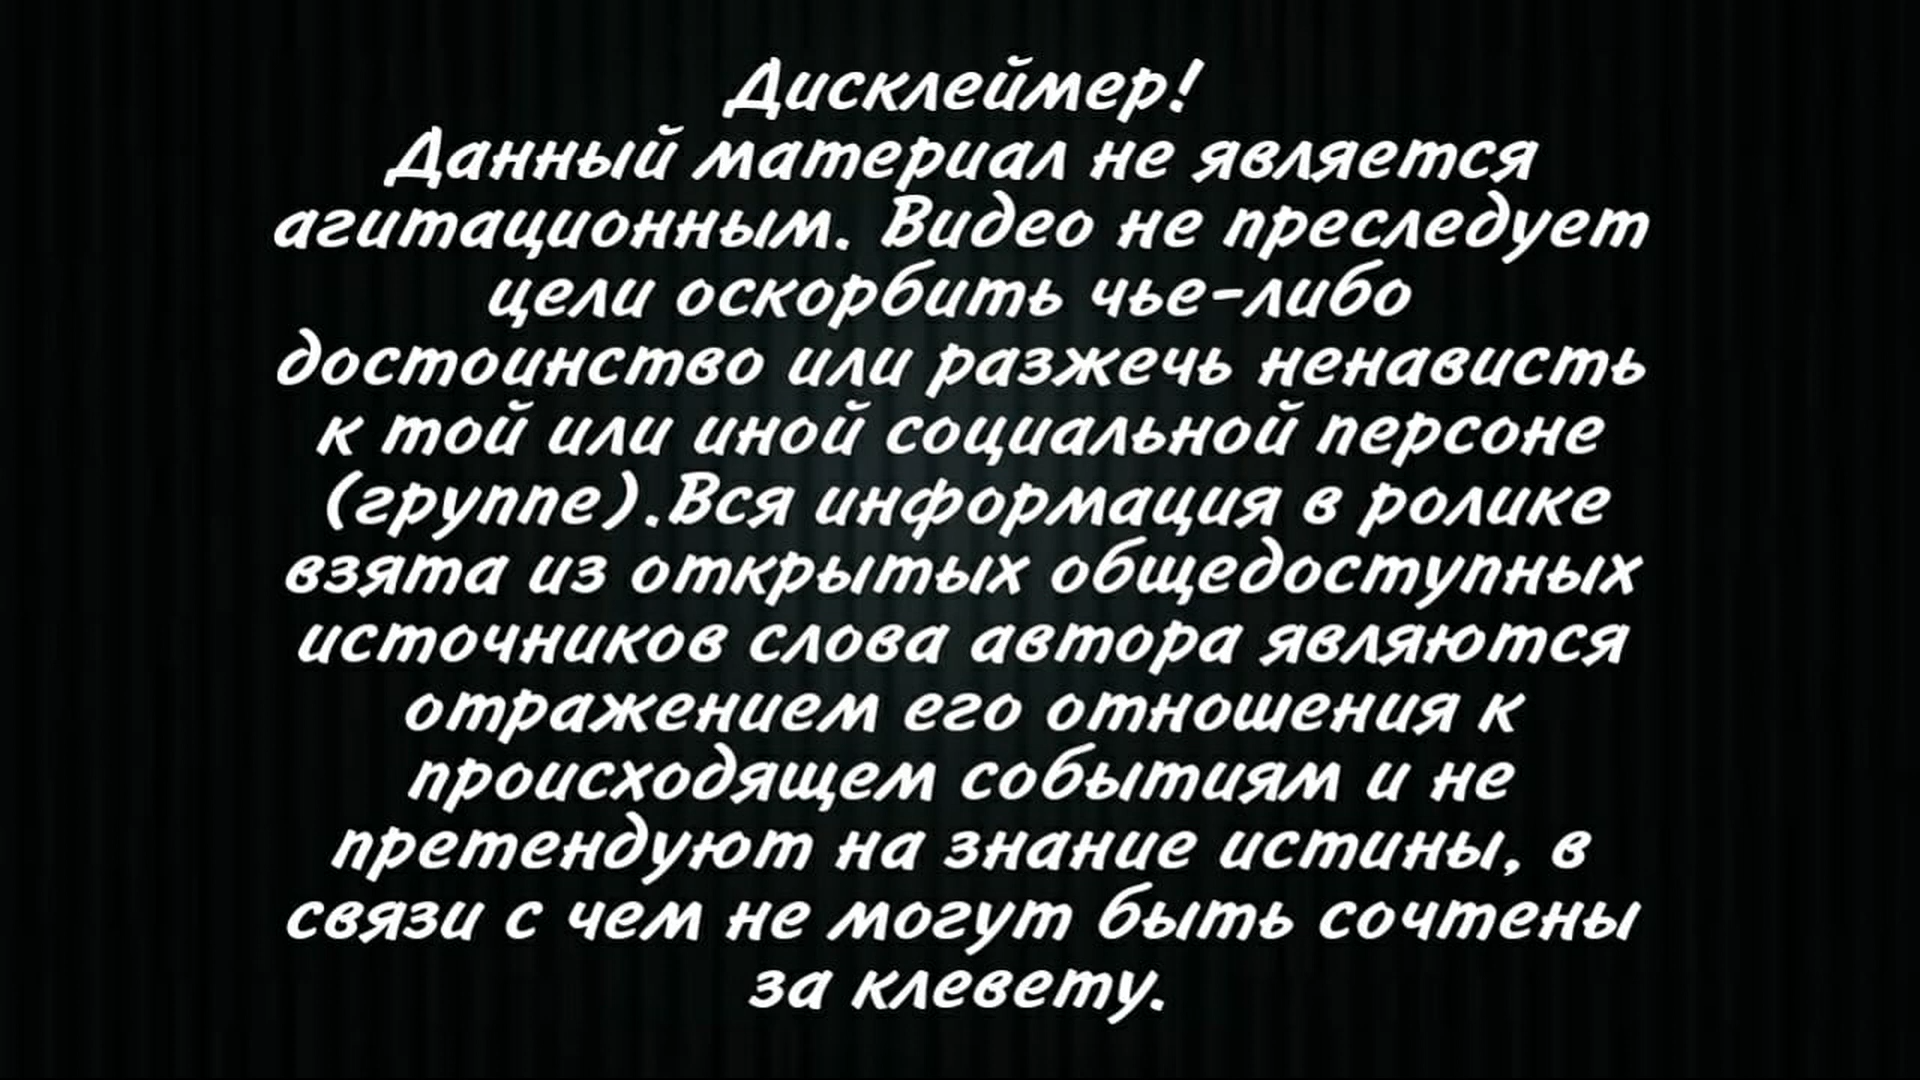 Дисклеймер!
Данный материал не является
агитационным. Видео не преследует
цели оскорбить чье-либо
достоинство или разжечь ненависть
к той или иной социальной персоне
(группе).Вся информация в ролике
взята из открытых общедоступных
источников слова автора являются
отражением его отношения к
происходящем событиям и не
претендуют на знание истины, в
связи с чем не могут быть сочтены
за клевету.